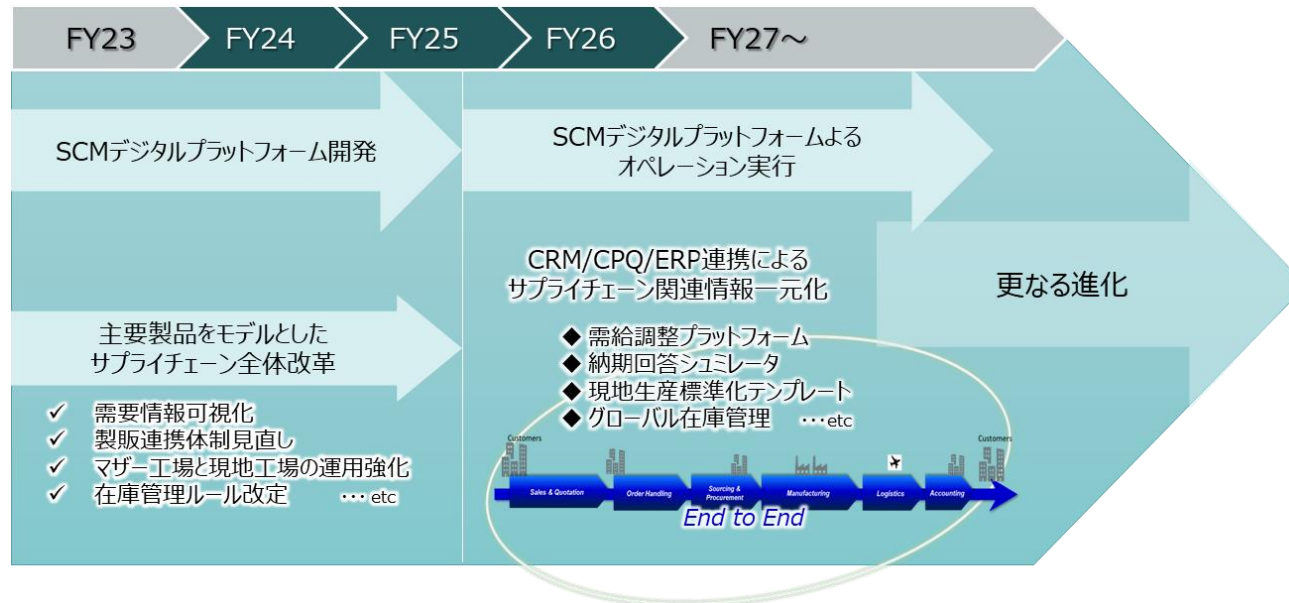 FY23 FY24 FY25 FY26 FY27～
SCMデジタルプラットフォーム開発
SCMデジタルプラットフォームよる
オペレーション実行
CRM/CPQ/ERP連携による
サプライチェーン関連情報一元化
更なる進化
主要製品をモデルとした
サプライチェーン全体改革
✓ 需要情報可視化
✓ 製販連携体制見直し
✓ マザー工場と現地工場の運用強化
✓ 在庫管理ルール改定 …etc
◆ 需給調整プラットフォーム
◆ 納期回答シュミレータ
◆ 現地生産標準化テンプレート
◆ グローバル在庫管理 …etc
Customers
Customers
Sales & Quotation
Order Handling
Sourcing &
Procurement
Manufacturing
Logistics
Accounting
End to End